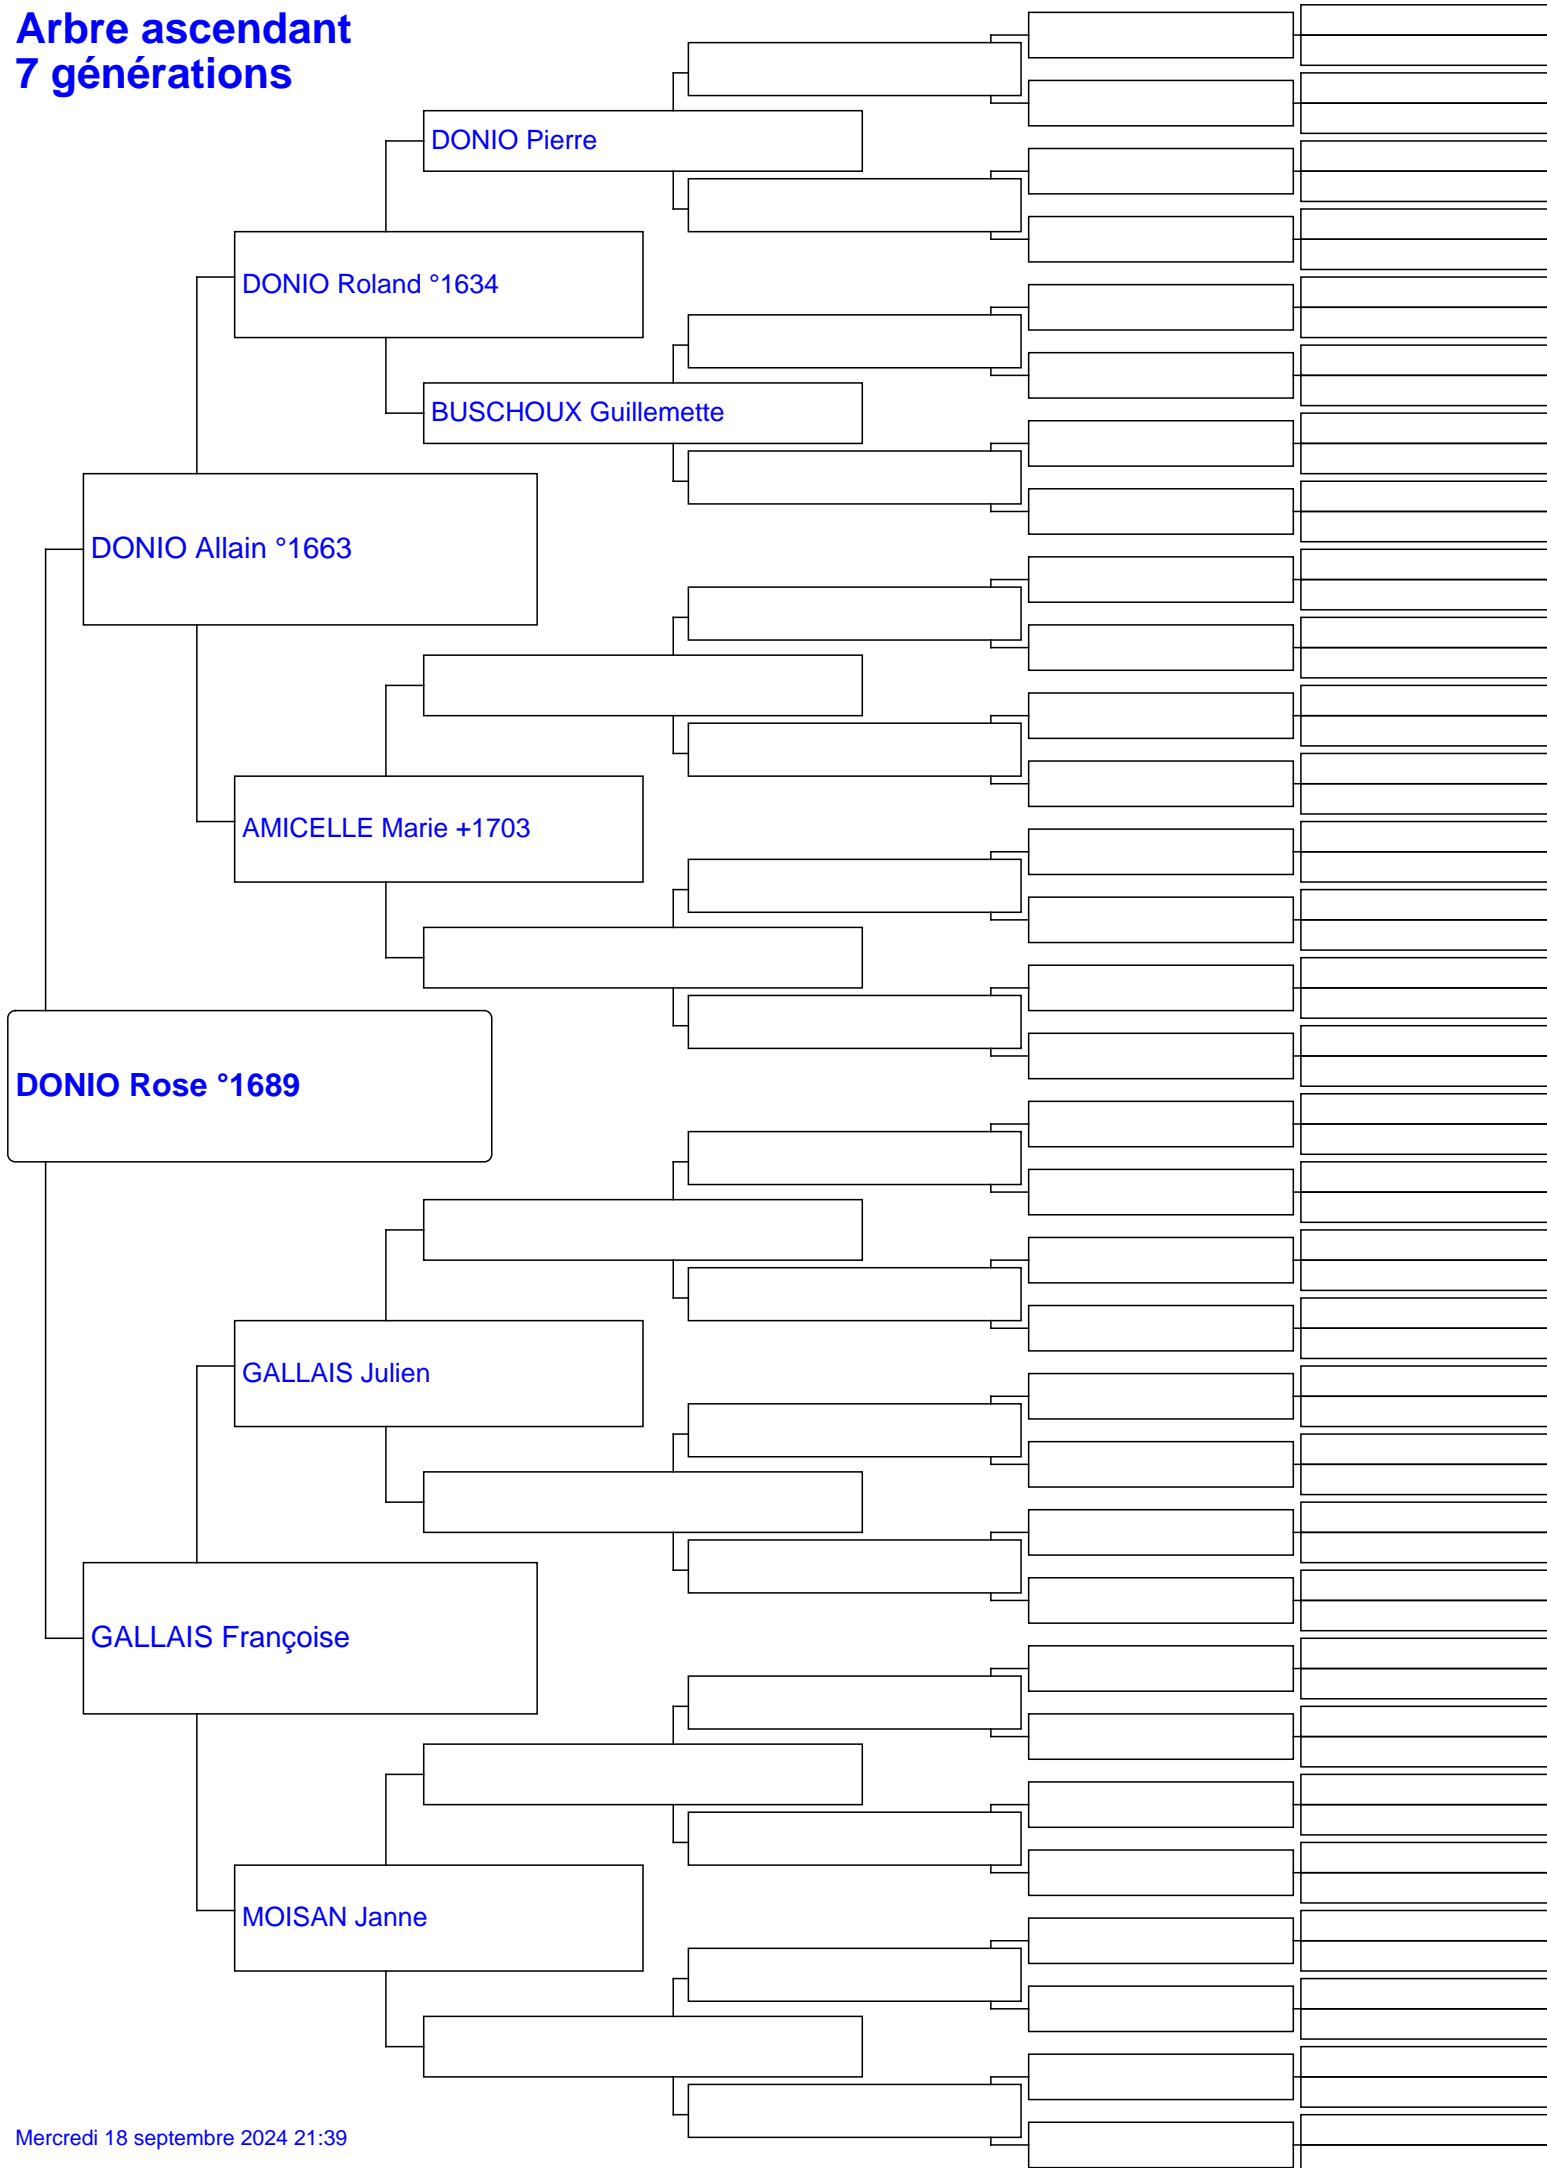 Arbre ascendant
7 générations
DONIO Pierre
DONIO Roland °1634
BUSCHOUX Guillemette
DONIO Allain °1663
AMICELLE Marie +1703
DONIO Rose °1689
GALLAIS Julien
GALLAIS Françoise
MOISAN Janne
Mercredi 18 septembre 2024 21:39